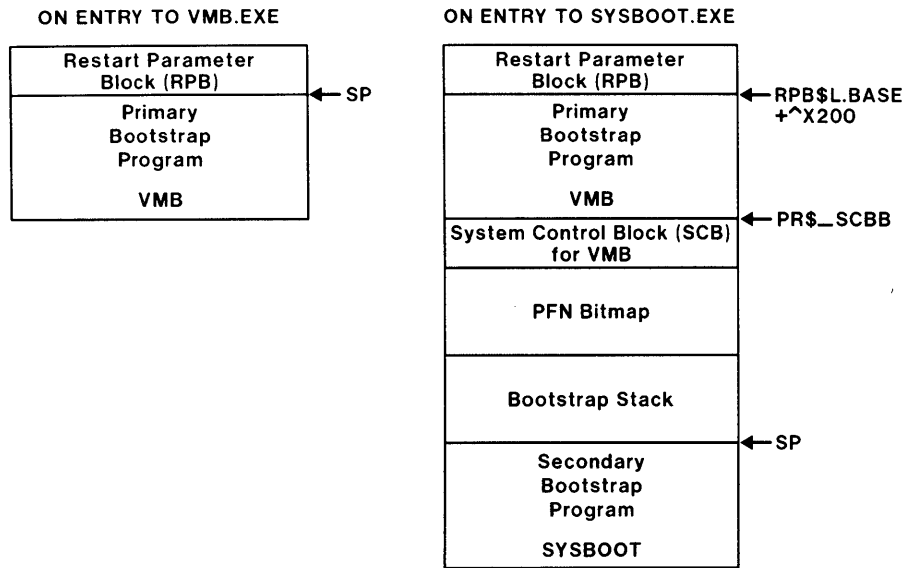 ON ENTRY TO VMB.EXE
Restart Parameter
Block (RPB)
SP
Primary
Bootstrap
Program
VMB
ON ENTRY TO SYSBOOT.EXE
Restart Parameter
Block (RPB)
RPB$L.BASE
+^X200
Primary
Bootstrap
Program
VMB
PR$_SCBB
System Control Block (SCB)
for VMB
PFN Bitmap
Bootstrap Stack
SP
Secondary
Bootstrap
Program
SYSBOOT